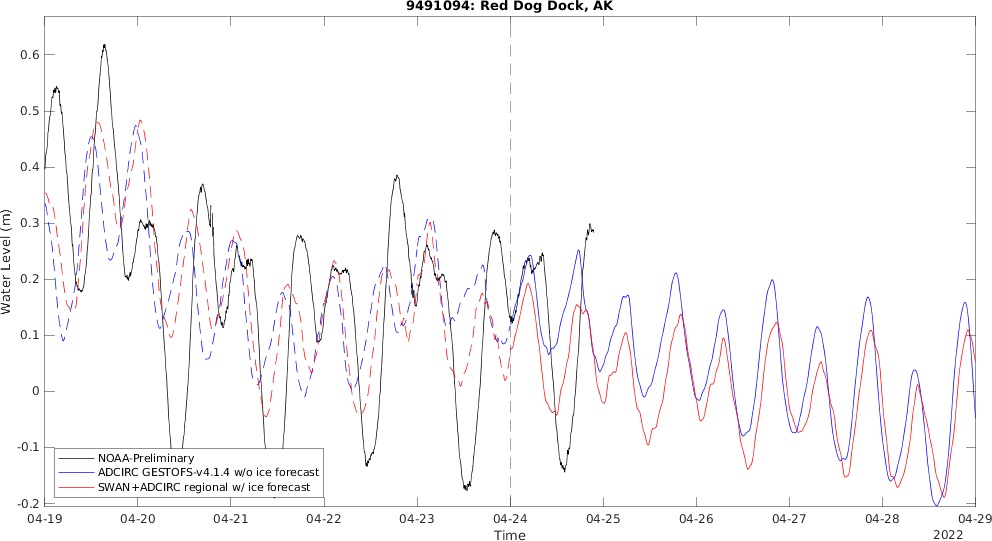 9491094: Red Dog Dock, AK
Water Level (m)
0.6
0.5
0.4
0.3
0.2
0.1
0
-0.1
-0.2
NOAA-Preliminary
ADCIRC GESTOFS-v4.1.4 w/o ice forecast
SWAN+ADCIRC regional w/ ice forecast
04-19 04-20 04-21 04-22 04-23 04-24 04-25 04-26 04-27 04-28 04-29
Time
2022